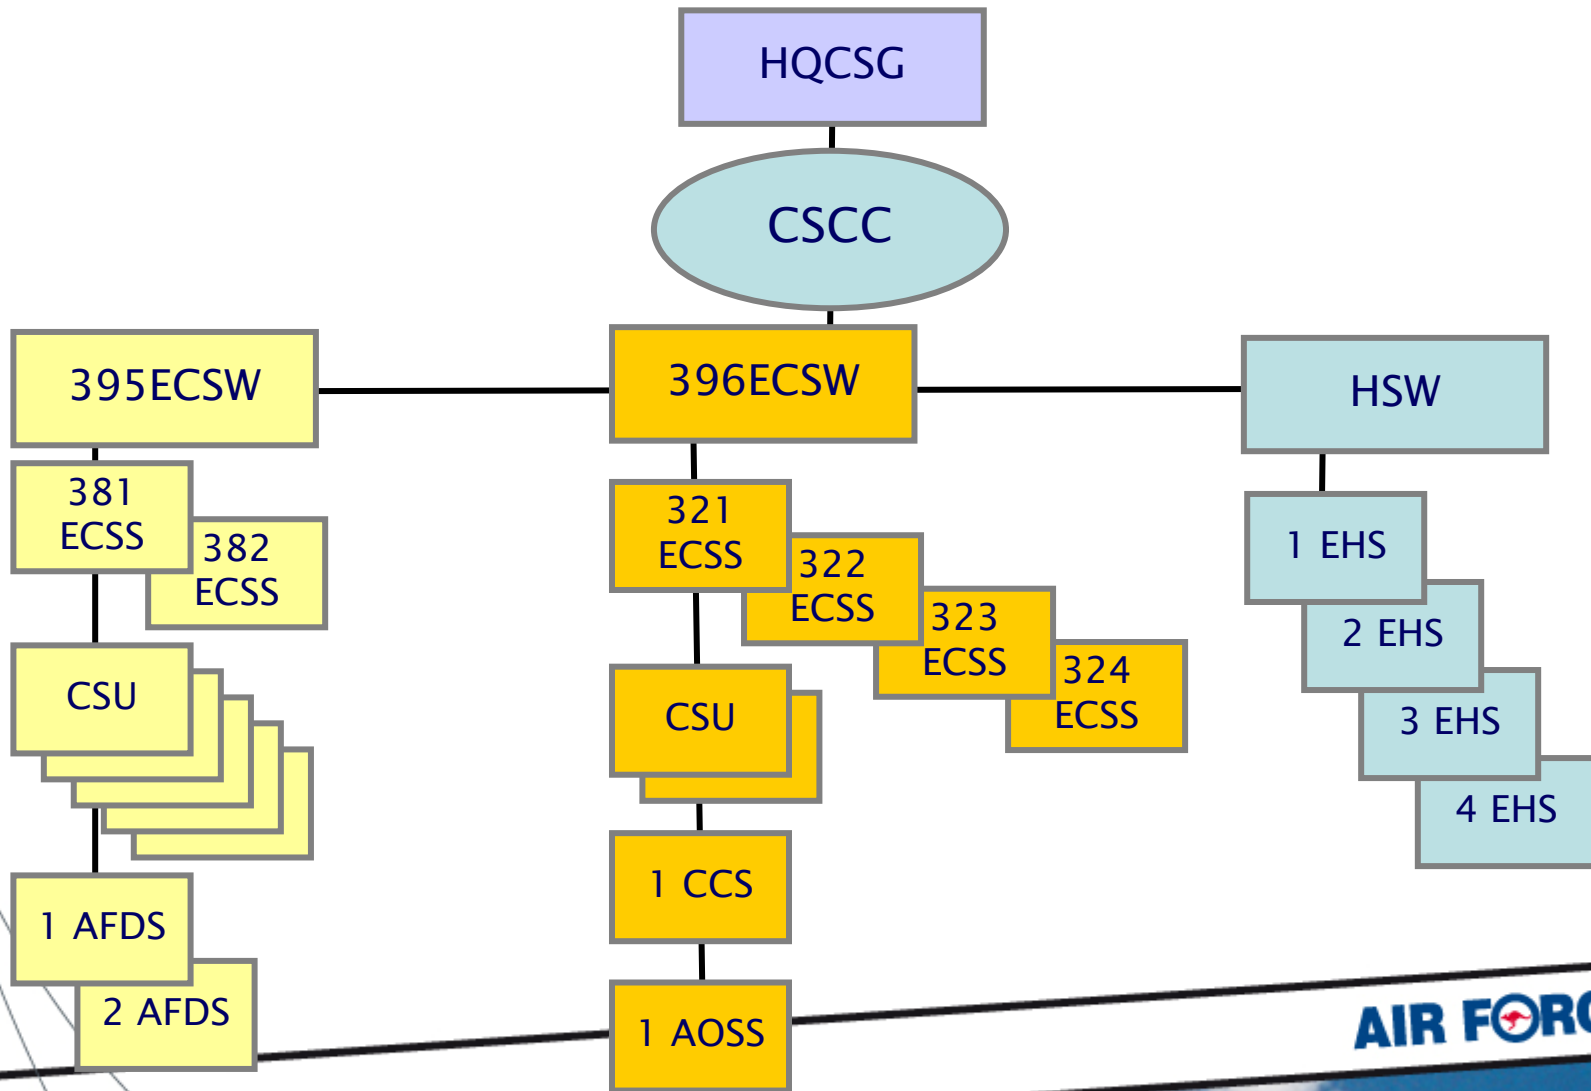 HQCSG
CSCC
395ECSW
396ECSW
HSW
381
ECSS
382
ECSS
321
ECSS
322
ECSS
323
ECSS
324
ECSS
1 EHS
2 EHS
3 EHS
4 EHS
CSU
CSU
1 CCS
1 AFDS
2 AFDS
1 AOSS
AIR FORC